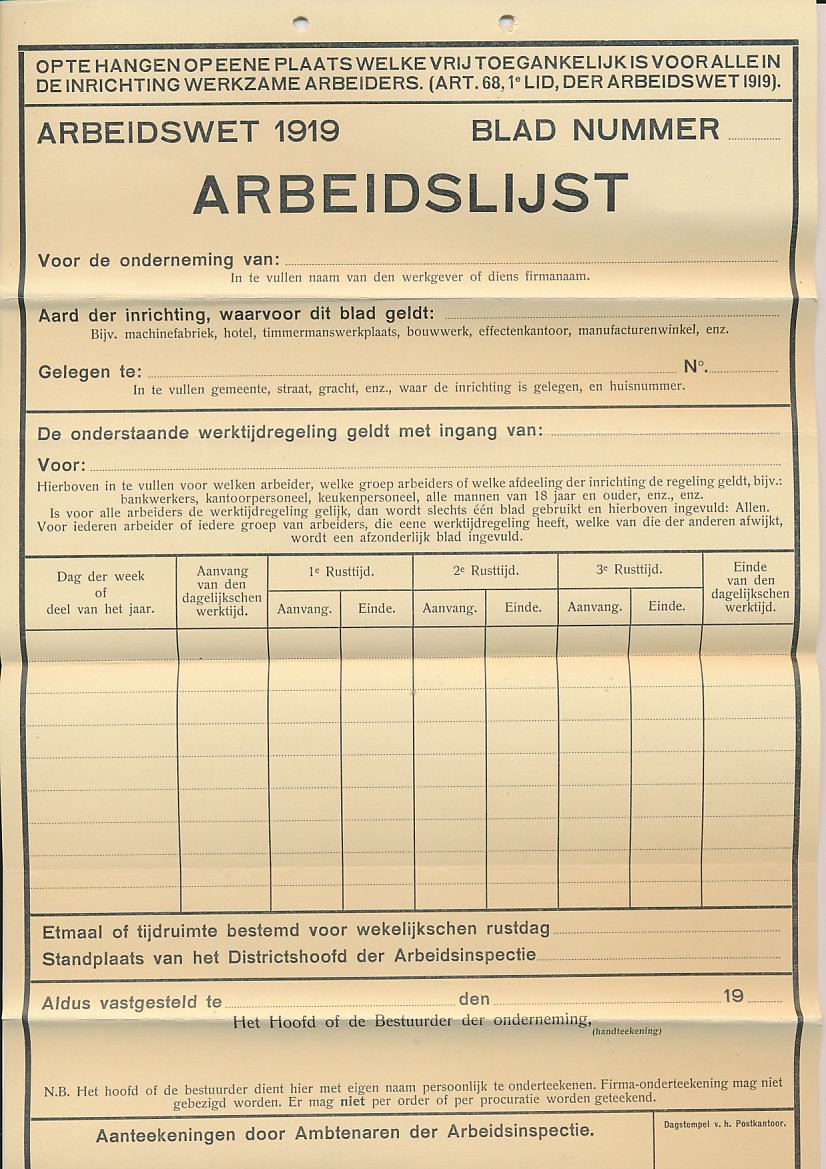 OP TE HANGEN OP EENE PLAATS WELKE VRIJ TOEGANKELIJK IS VOOR ALLE IN
DE INRICHTING WERKZAME ARBEIDERS. (ART. 68, 1e LID, DER ARBEIDSWET 1919).
ARBEIDSWET 1919 BLAD NUMMER
ARBEIDSLIJST
Voor de onderneming van:
In te vullen naam van den werkgever of diens firmanaam.
Aard der inrichting, waarvoor dit blad geldt:
Bijv. machinefabriek, hotel, timmermanswerkplaats, bouwwerk, effectenkantoor, manufacturenwinkel, enz.
Gelegen te: No.
In te vullen gemeente, straat, gracht, enz., waar de inrichting is gelegen, en huisnummer.
De onderstaande werktijdregeling geldt met ingang van:
Voor:
Hierboven in te vullen voor welken arbeider, welke groep arbeiders of welke afdeeling der inrichting de regeling geldt, bijv.:
bankwerkers, kantoorpersoneel, keukenpersoneel, alle mannen van 18 jaar en ouder, enz., enz.
Is voor alle arbeiders de werktijdregeling gelijk, dan wordt slechts één blad gebruikt en hierboven ingevuld: Allen.
Voor iederen arbeider of iedere groep van arbeiders, die eene werktijdregeling heeft, welke van die der anderen afwijkt,
wordt een afzonderlijk blad ingevuld.
Dag der week
of
deel van het jaar.
Aanvang
van den
dagelijkschen
werktijd.
1e Rusttijd.
Aanvang. Einde.
2e Rusttijd.
Aanvang. Einde.
3e Rusttijd.
Aanvang. Einde.
Einde
van den
dagelijkschen
werktijd.
Etmaal of tijdruimte bestemd voor wekelijkschen rustdag
Standplaats van het Districtshoofd der Arbeidsinspectie
Aldus vastgesteld te den 19
Het Hoofd of de Bestuurder der onderneming,
(handteekening)
N.B. Het hoofd of de bestuurder dient hier met eigen naam persoonlijk te onderteekenen. Firma-onderteekening mag niet
gebezigd worden. Er mag niet per order of per procuratie worden geteekend.
Aanteekeningen door Ambtenaren der Arbeidsinspectie.
Dagstempel v. h. Postkantoor.